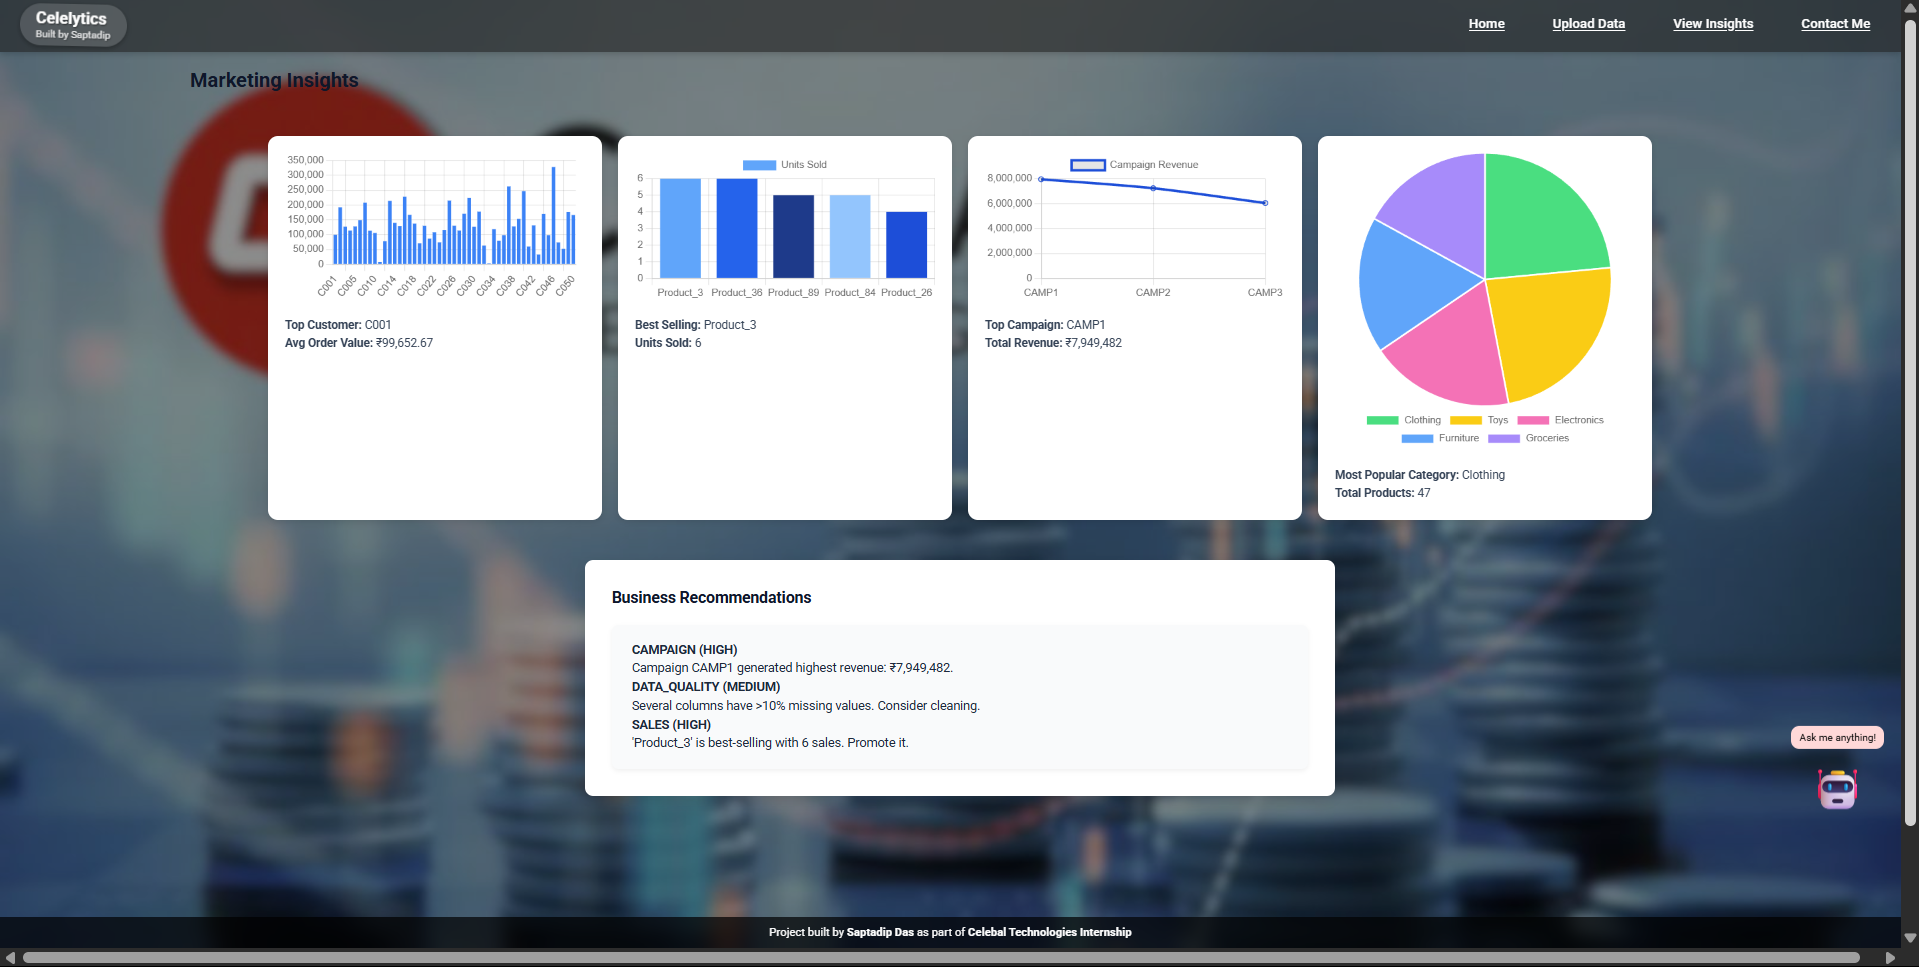 Celelytics
Built by Saptadip
Home
Upload Data
View Insights
Contact Me
Marketing Insights
350,000
300,000
250,000
200,000
150,000
100,000
50,000
0
C001
C005
C010
C014
C018
C022
C026
C030
C034
C038
C042
C046
C050
Top Customer: C001
Avg Order Value: ₹99,652.67
Units Sold
6
5
4
3
2
1
0
Product_3
Product_36
Product_89
Product_84
Product_26
Best Selling: Product_3
Units Sold: 6
Campaign Revenue
8,000,000
6,000,000
4,000,000
2,000,000
0
CAMP1
CAMP2
CAMP3
Top Campaign: CAMP1
Total Revenue: ₹7,949,482
Clothing
Toys
Electronics
Furniture
Groceries
Most Popular Category: Clothing
Total Products: 47
Business Recommendations
CAMPAIGN (HIGH)
Campaign CAMP1 generated highest revenue: ₹7,949,482.
DATA_QUALITY (MEDIUM)
Several columns have >10% missing values. Consider cleaning.
SALES (HIGH)
'Product_3' is best-selling with 6 sales. Promote it.
Ask me anything!
Project built by Saptadip Das as part of Celebal Technologies Internship